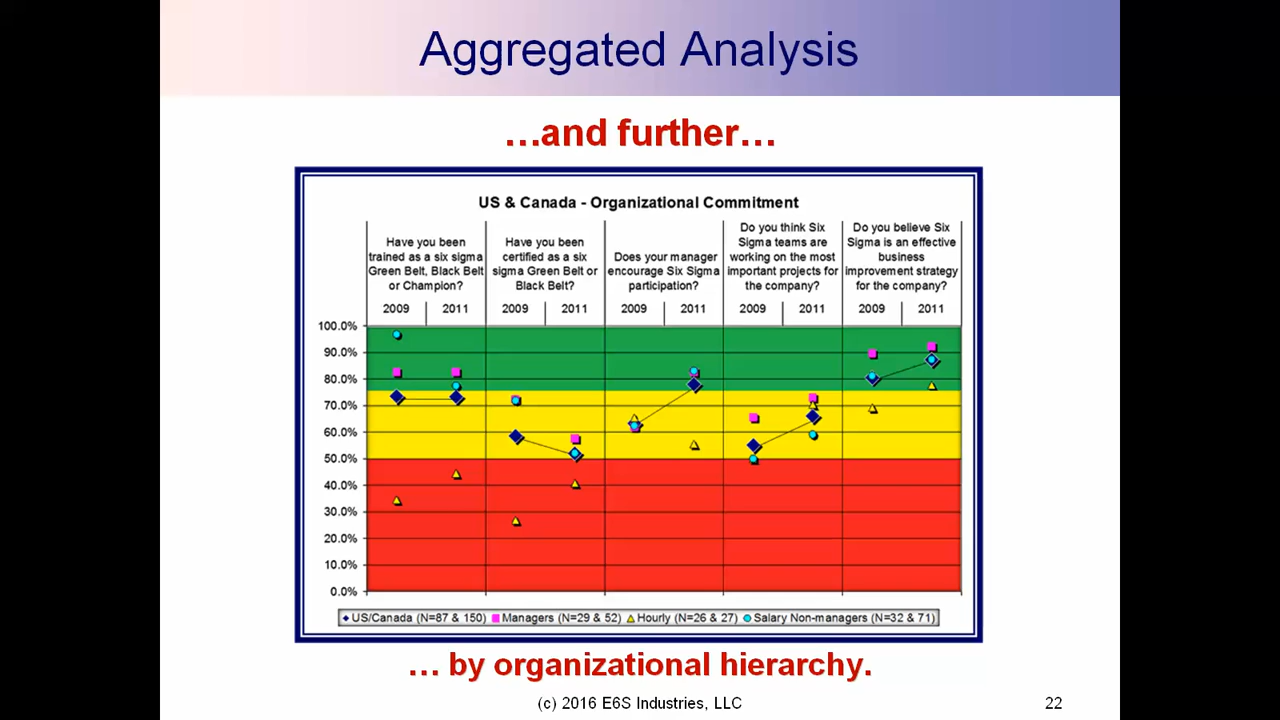 Aggregated Analysis
…and further…
US & Canada - Organizational Commitment
Have you been
trained as a six sigma
Green Belt, Black Belt
or Champion?
Have you been
certified as a six
sigma Green Belt or
Black Belt?
Does your manager
encourage Six Sigma
participation?
Do you think Six
Sigma teams are
working on the most
important projects for
the company?
Do you believe Six
Sigma is an effective
business
improvement strategy
for the company?
2009 2011 2009 2011 2009 2011 2009 2011 2009 2011
100.0%
90.0%
80.0%
70.0%
60.0%
50.0%
40.0%
30.0%
20.0%
10.0%
0.0%
US/Canada (N=87 & 150) Managers (N=29 & 52) Hourly (N=26 & 27) Salary Non-managers (N=32 & 71)
… by organizational hierarchy.
(c) 2016 E6S Industries, LLC
22